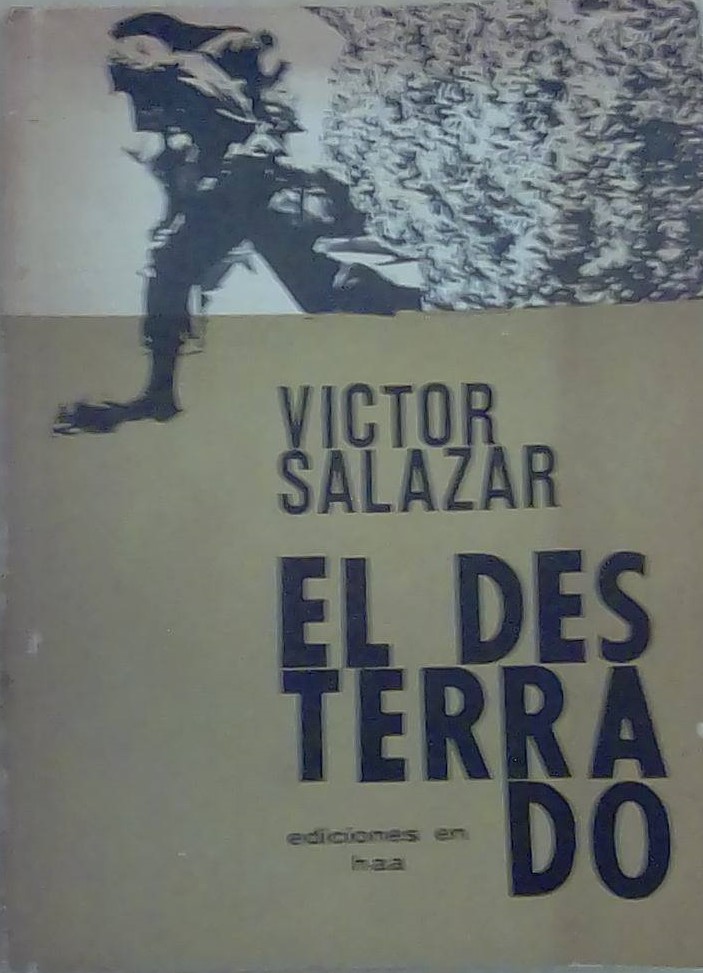 VICTOR
SALAZAR
EL DES
TERRA
DO
ediciones en
haa